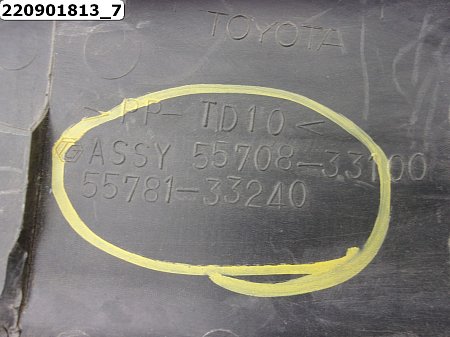 220901813_7
TOYOTA
>PP-TD10<
ASSY 55708-33100
55781-33240